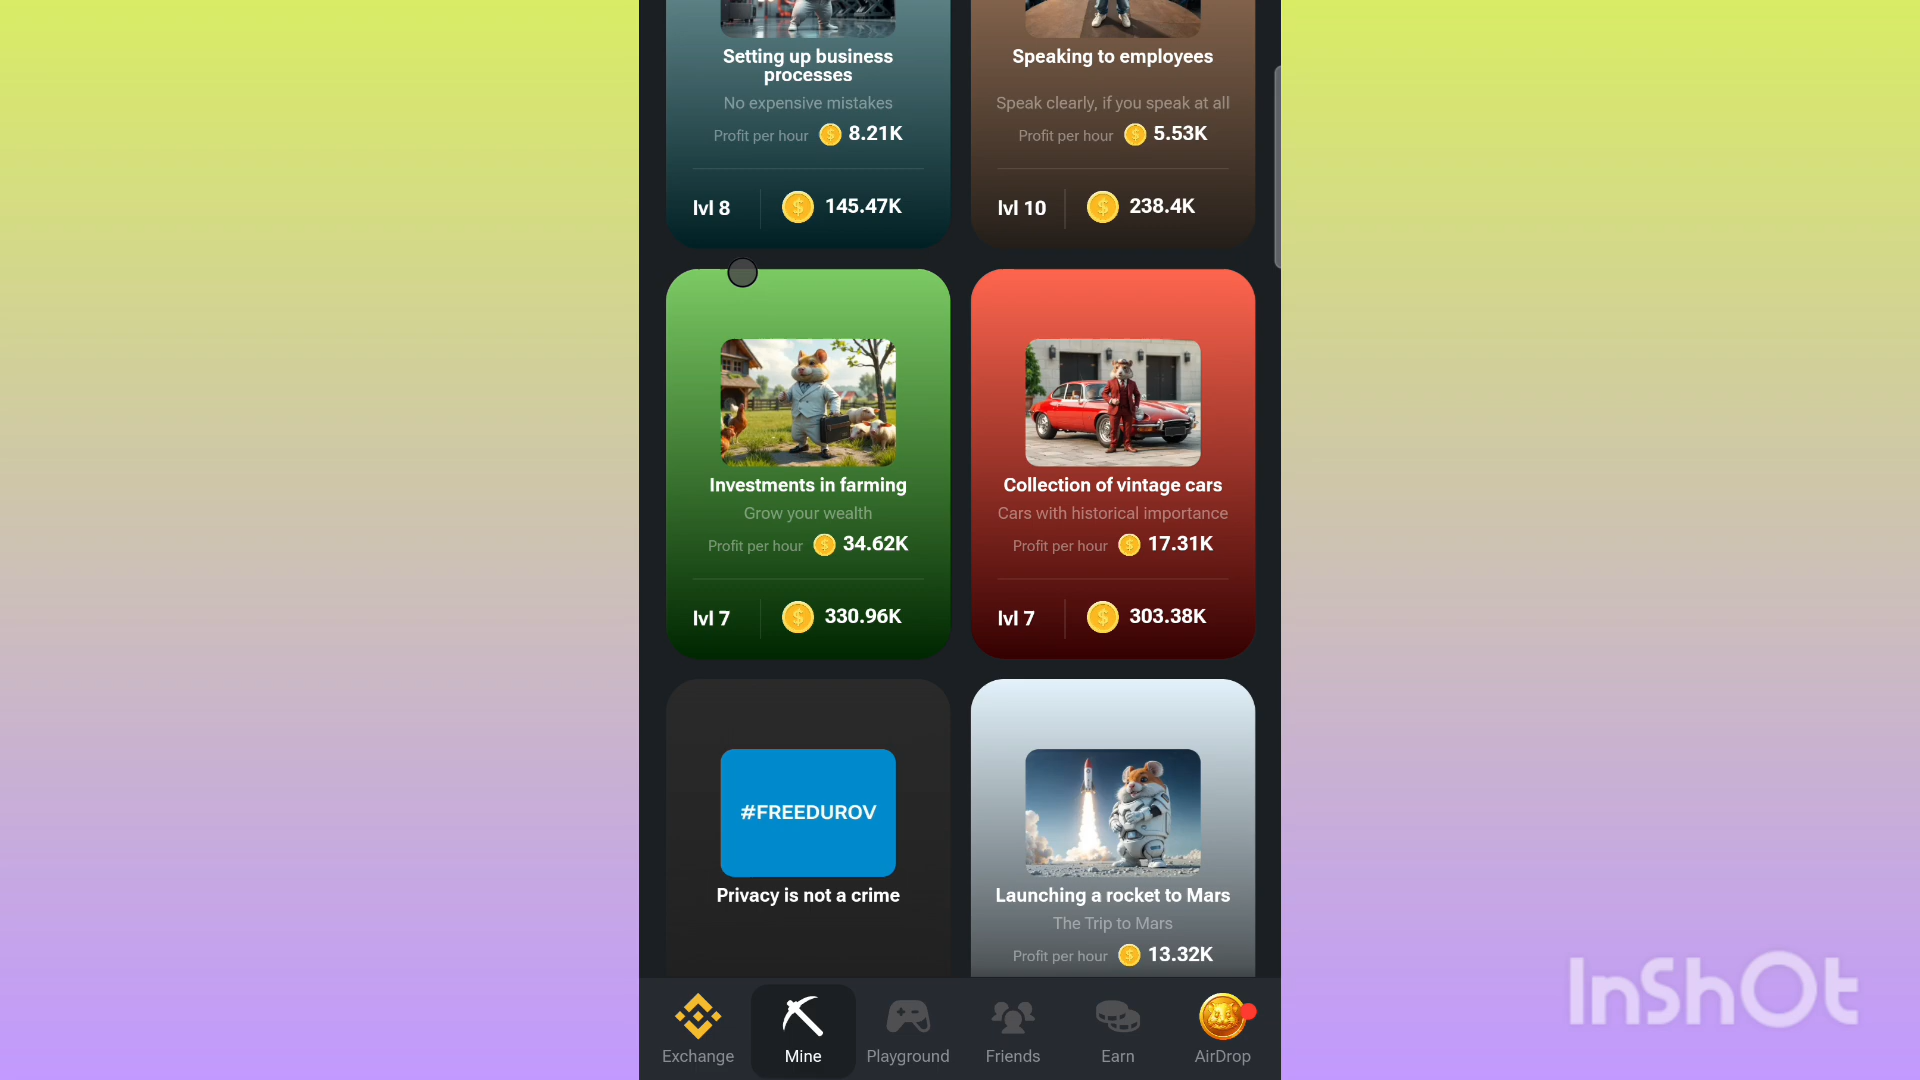 Setting up business
processes
No expensive mistakes
Profit per hour 8.21K
lvl 8 145.47K
Speaking to employees
Speak clearly, if you speak at all
Profit per hour 5.53K
lvl 10 238.4K
Investments in farming
Grow your wealth
Profit per hour 34.62K
lvl 7 330.96K
Collection of vintage cars
Cars with historical importance
Profit per hour 17.31K
lvl 7 303.38K
#FREEDUROV
Privacy is not a crime
Launching a rocket to Mars
The Trip to Mars
Profit per hour 13.32K
Exchange
Mine
Playground
Friends
Earn
AirDrop
InShOt